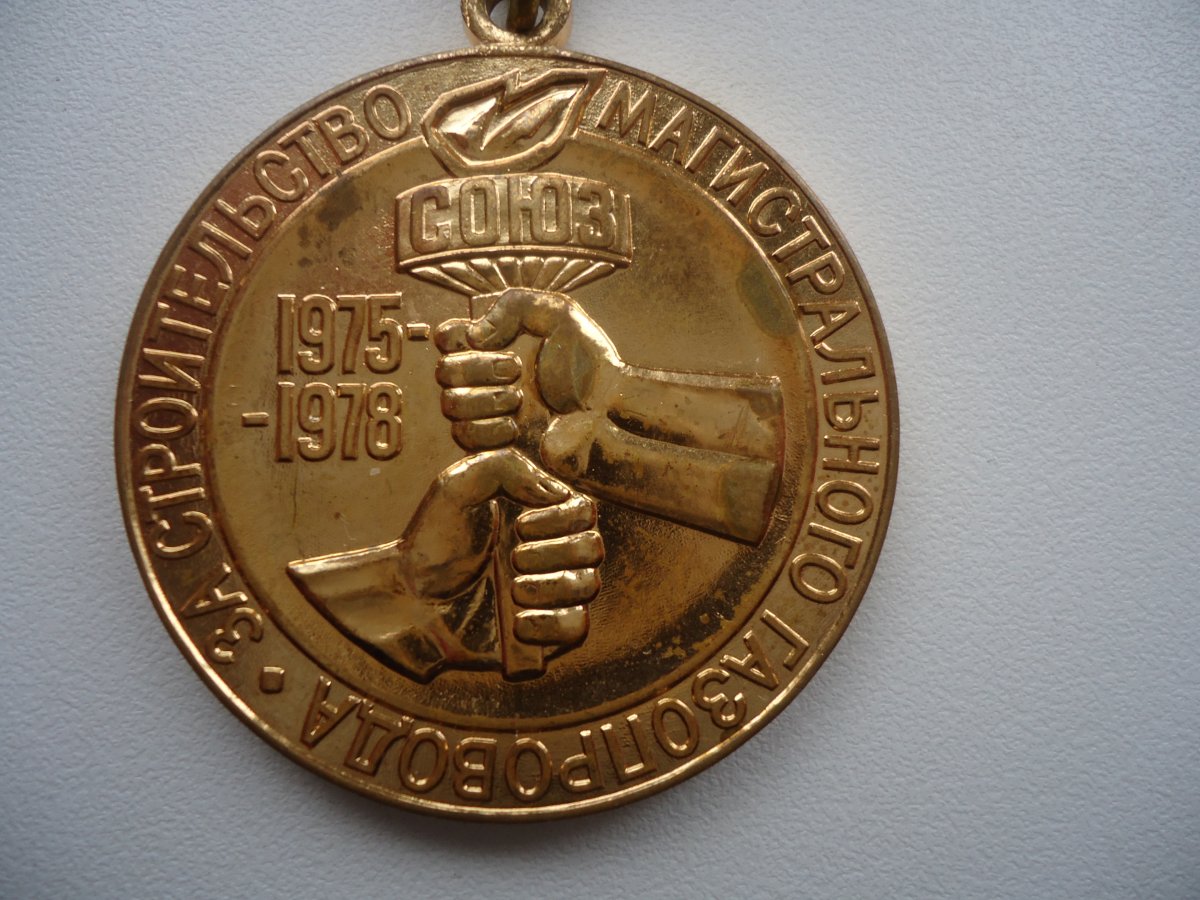 ЗА СТРОИТЕЛЬСТВО МАГИСТРАЛЬНОГО ГАЗОПРОВОДА •
СОЮЗ
1975-
-1978